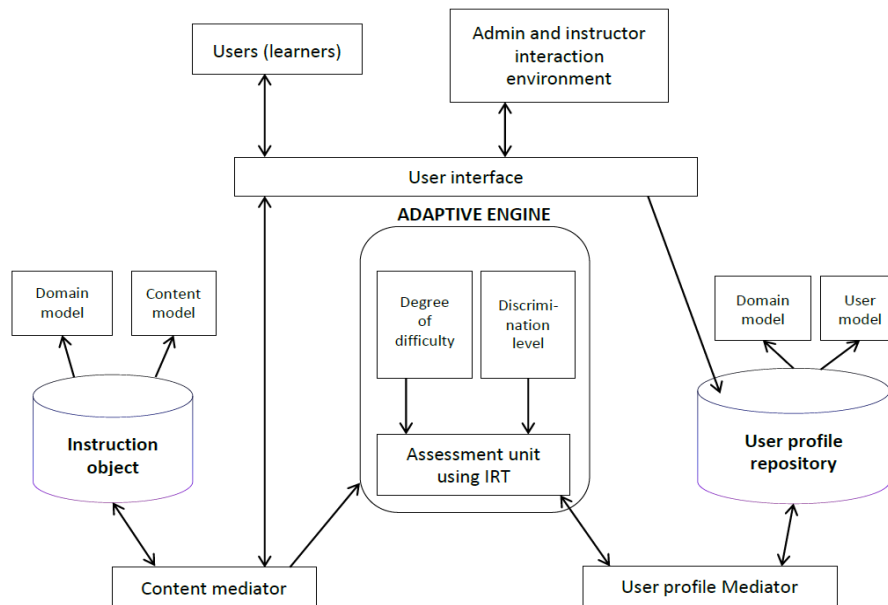 Users (learners)
Admin and instructor
interaction
environment
User interface
ADAPTIVE ENGINE
Domain
model
Content
model
Degree
of
difficulty
Discrimi-
nation
level
Domain
model
User
model
Instruction
object
Assessment unit
using IRT
User profile
repository
Content mediator
User profile Mediator